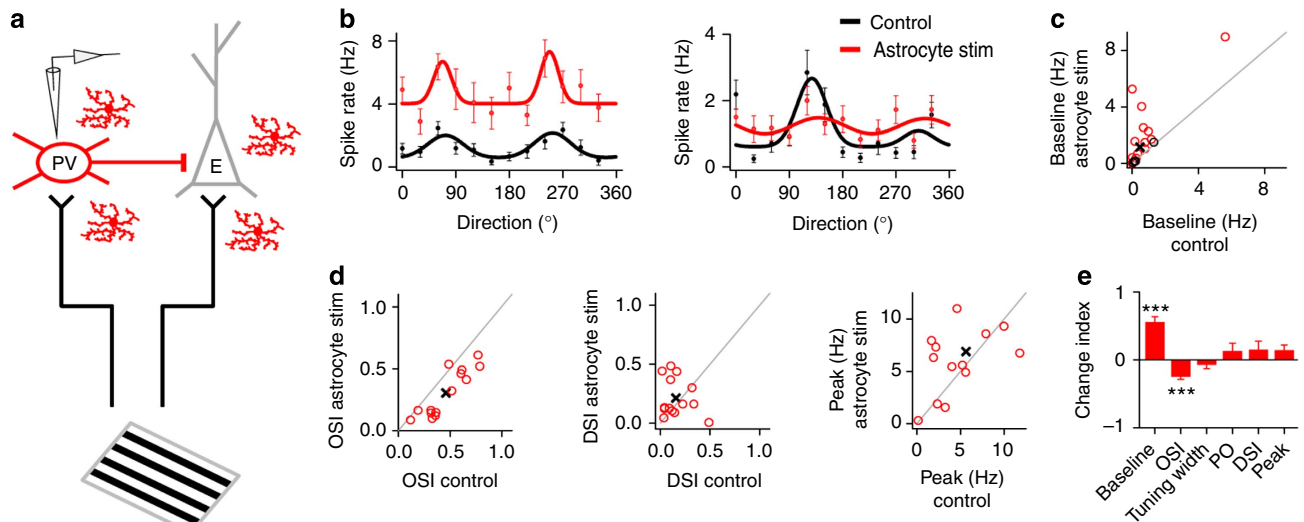 a
PV
E
b
Spike rate (Hz)
8
4
0
0 90 180 270 360
Direction (°)
Spike rate (Hz)
4
2
0
0 90 180 270 360
Direction (°)
Control
Astrocyte stim
c
Baseline (Hz)
astrocyte stim
8
4
0
0 4 8
Baseline (Hz)
control
d
OSI astrocyte stim
1.0
0.5
0.0
0.0 0.5 1.0
OSI control
DSI astrocyte stim
1.0
0.5
0.0
0.0 0.5 1.0
DSI control
Peak (Hz)
astrocyte stim
10
5
0
0 5 10
Peak (Hz)
control
e
Change index
1
0
−1
***
***
Baseline
OSI
Tuning width
PO
DSI
Peak